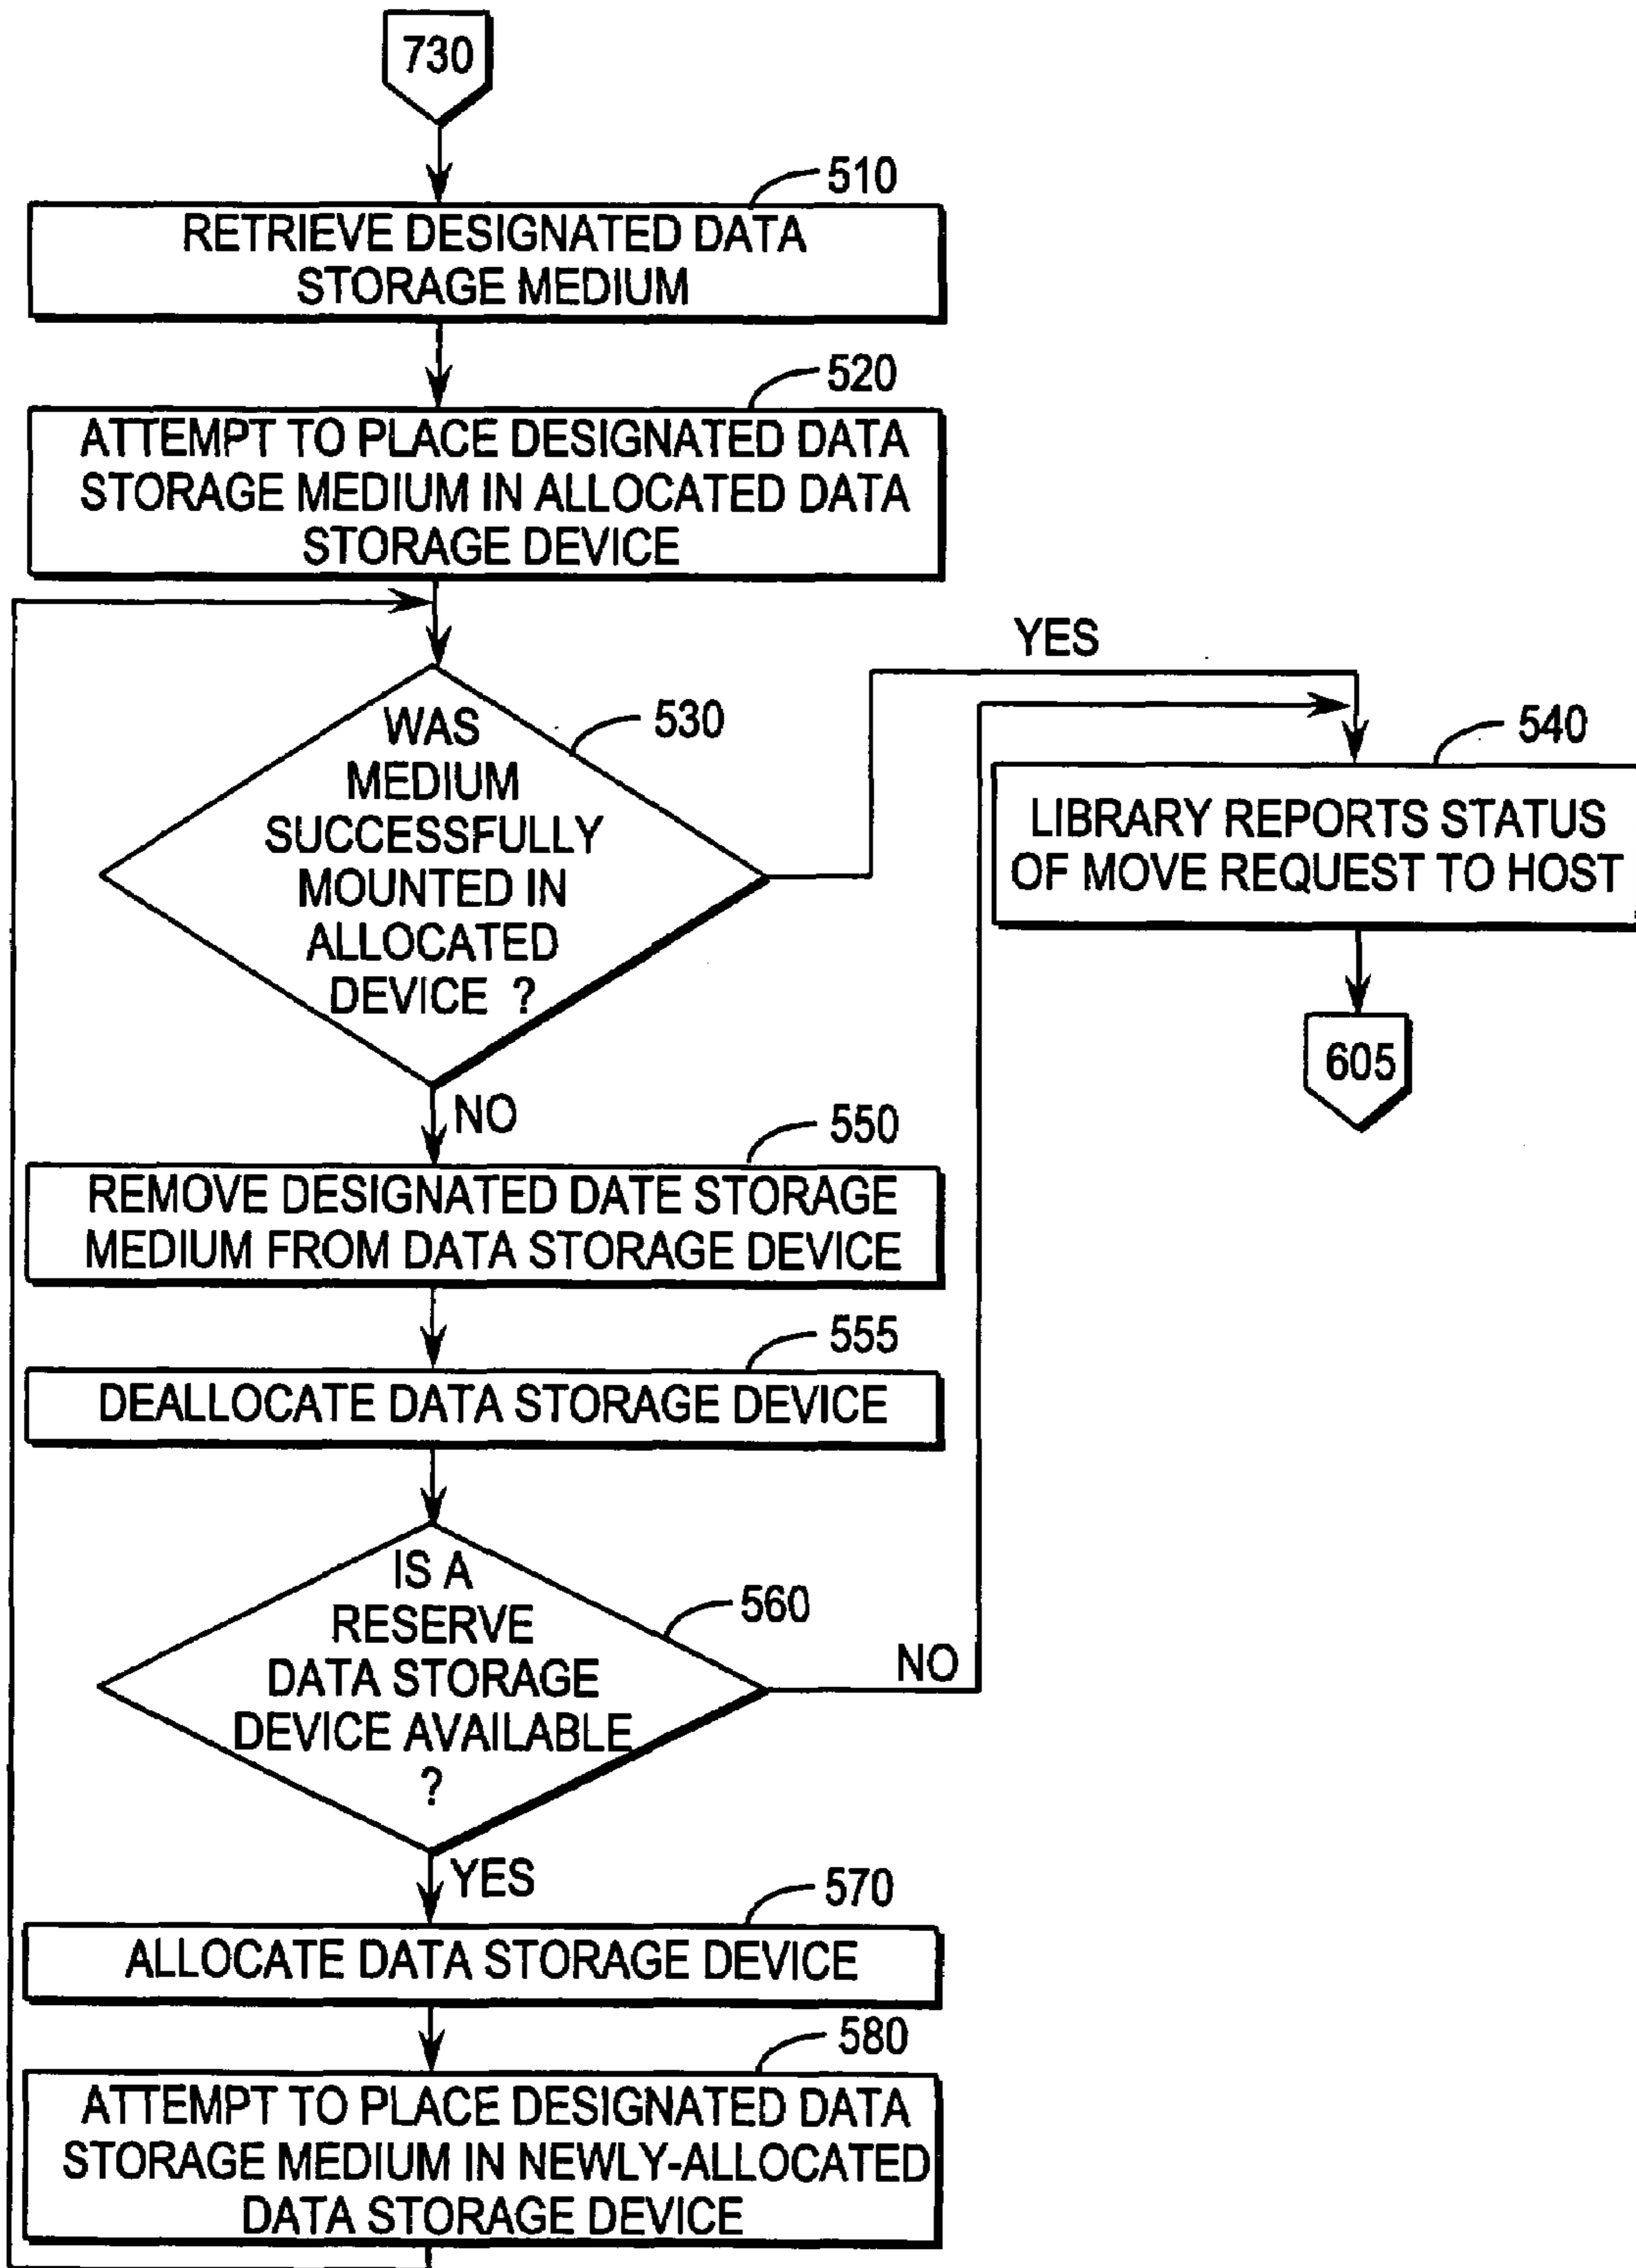 730
510
RETRIEVE DESIGNATED DATA
STORAGE MEDIUM
520
ATTEMPT TO PLACE DESIGNATED DATA
STORAGE MEDIUM IN ALLOCATED DATA
STORAGE DEVICE
YES
530
WAS
MEDIUM
SUCCESSFULLY
MOUNTED IN
ALLOCATED
DEVICE ?
540
LIBRARY REPORTS STATUS
OF MOVE REQUEST TO HOST
605
NO
550
REMOVE DESIGNATED DATE STORAGE
MEDIUM FROM DATA STORAGE DEVICE
555
DEALLOCATE DATA STORAGE DEVICE
IS A
RESERVE
DATA STORAGE
DEVICE AVAILABLE
?
560
NO
YES
570
ALLOCATE DATA STORAGE DEVICE
580
ATTEMPT TO PLACE DESIGNATED DATA
STORAGE MEDIUM IN NEWLY-ALLOCATED
DATA STORAGE DEVICE